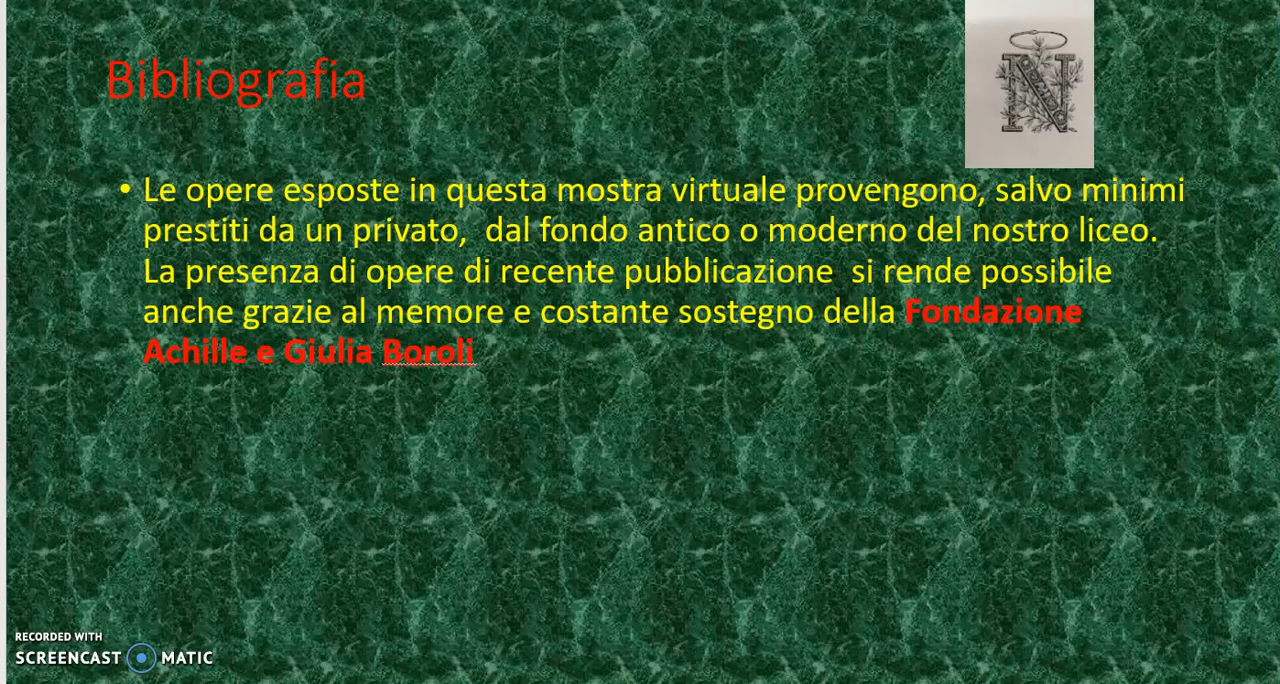 Bibliografia
N
• Le opere esposte in questa mostra virtuale provengono, salvo minimi
prestiti da un privato,  dal fondo antico o moderno del nostro liceo.
La presenza di opere di recente pubblicazione  si rende possibile
anche grazie al memore e costante sostegno della Fondazione
Achille e Giulia Boroli
RECORDED WITH
SCREENCAST MATIC